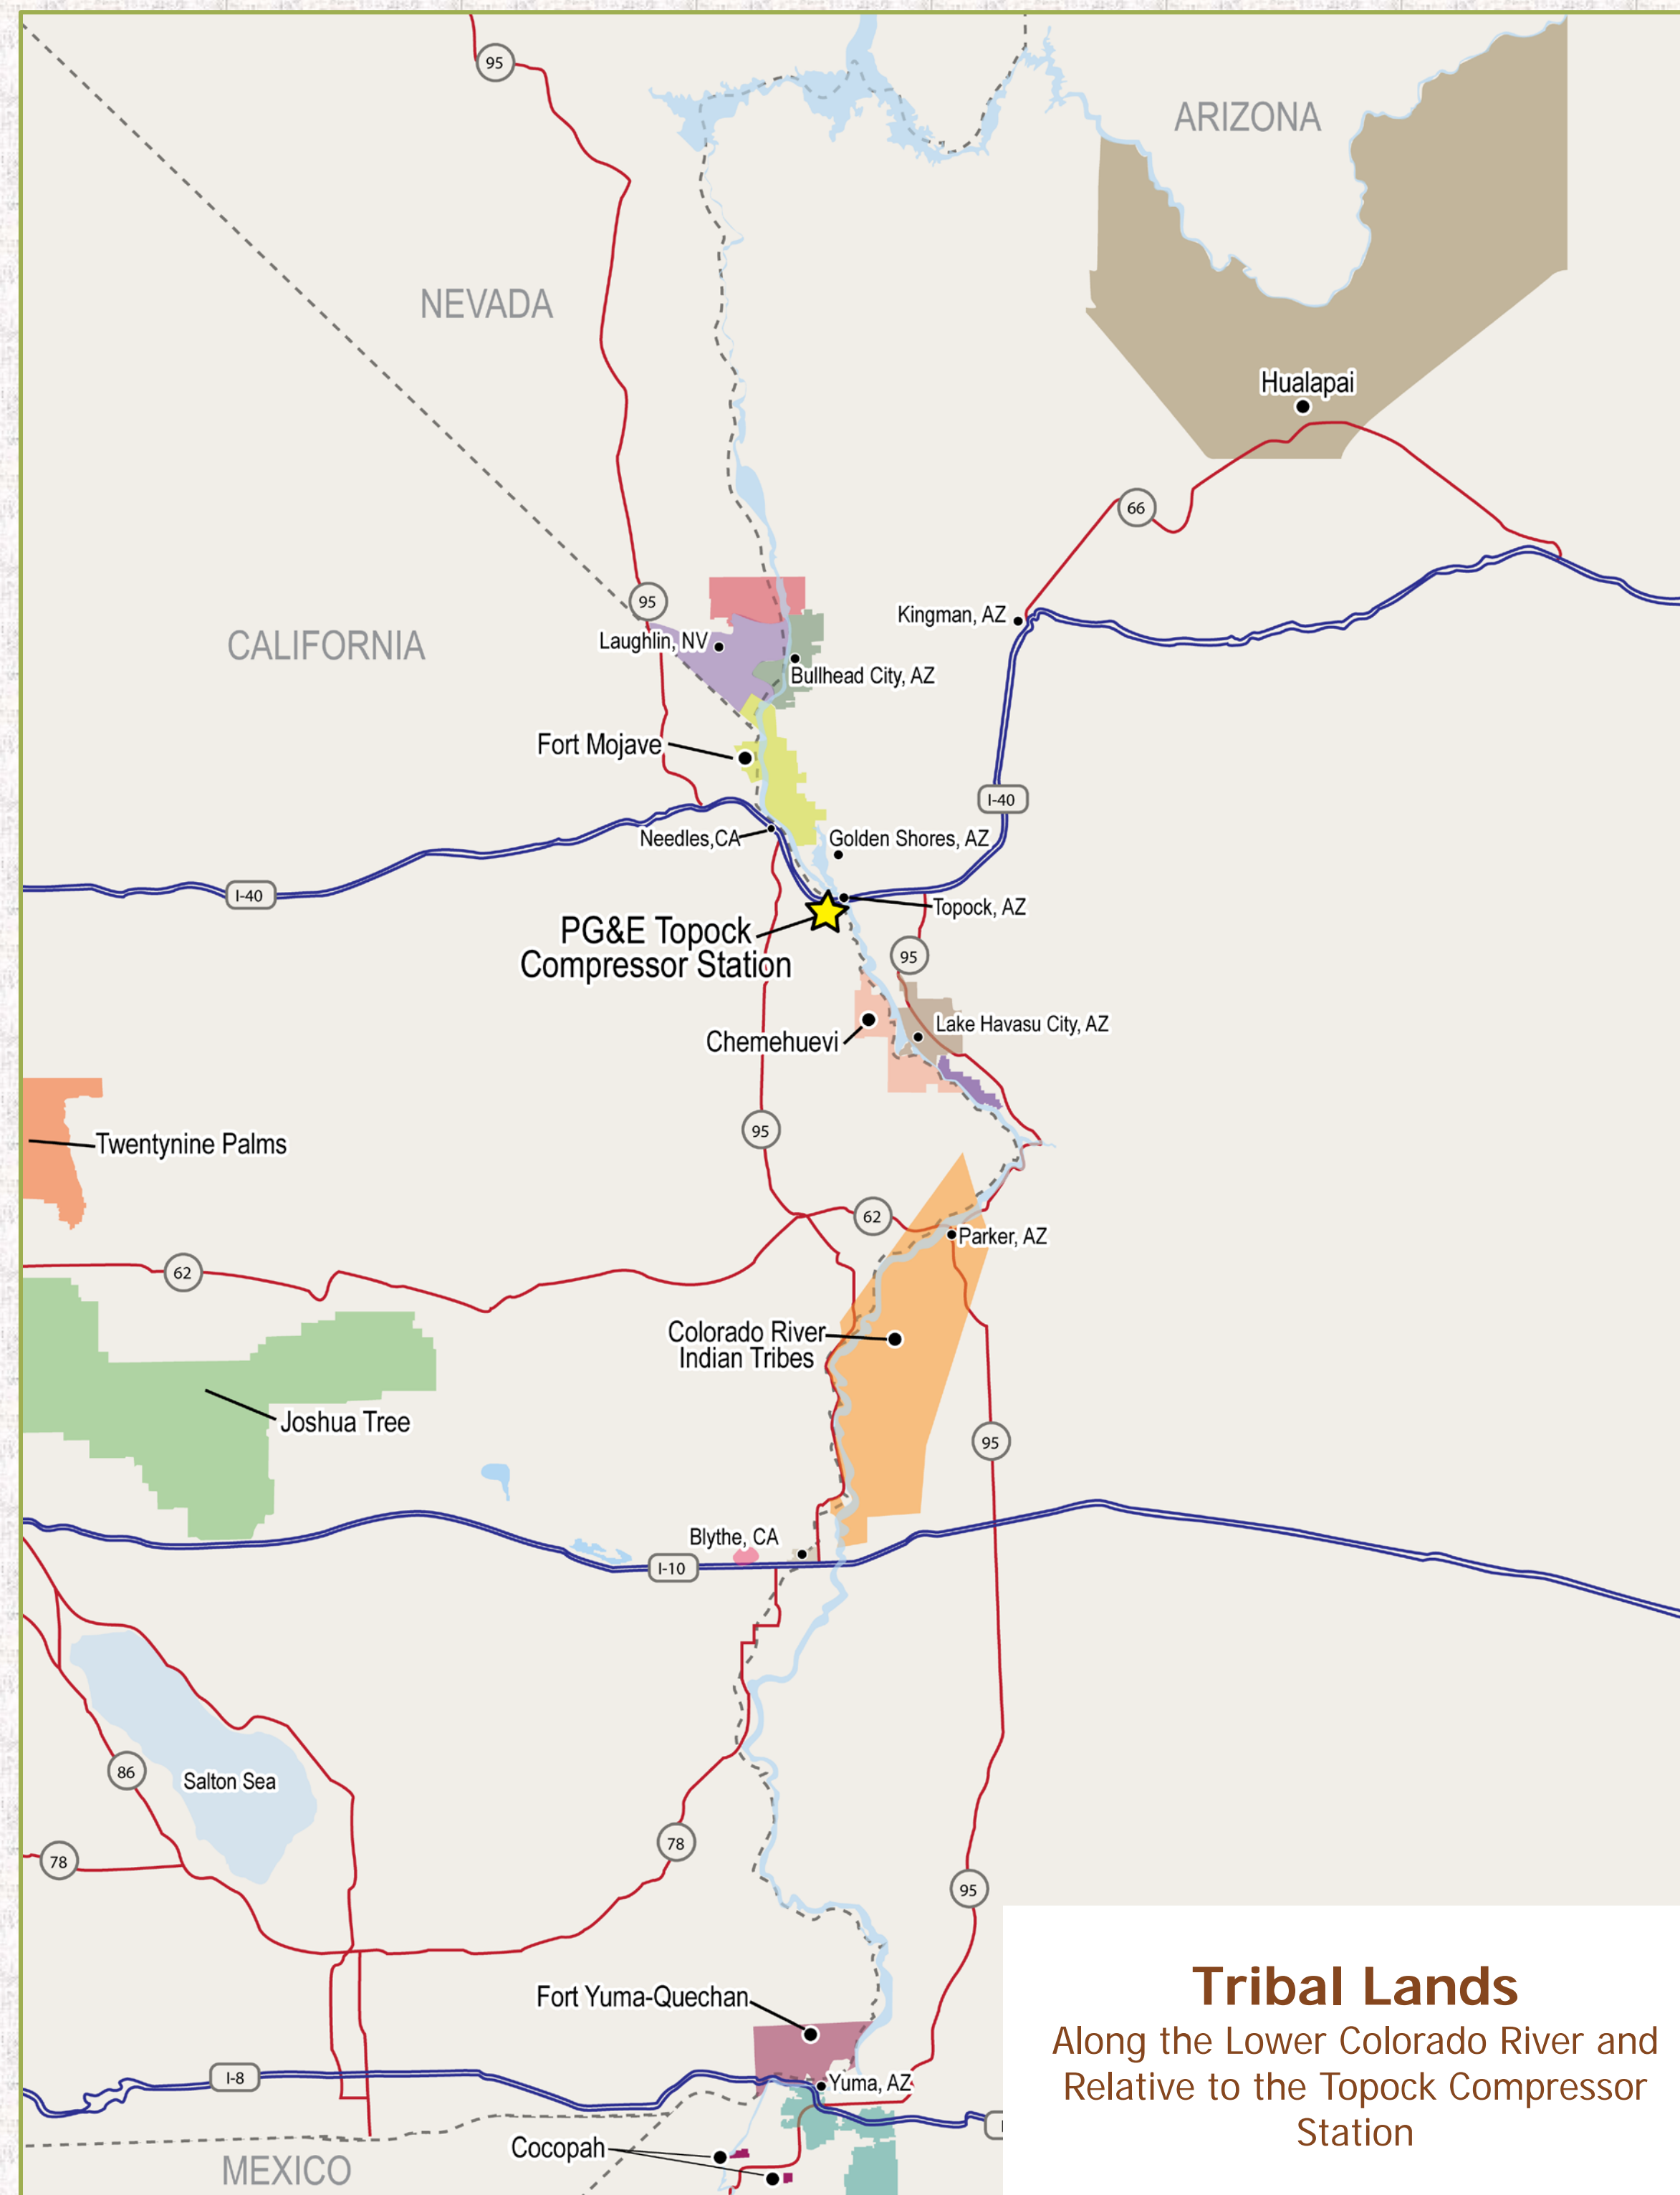 95
ARIZONA
NEVADA
Hualapai
66
95
Kingman, AZ
CALIFORNIA
Laughlin, NV
Bullhead City, AZ
Fort Mojave
I-40
Needles,CA
Golden Shores, AZ
I-40
Topock, AZ
PG&E Topock
Compressor Station
95
Lake Havasu City, AZ
Chemehuevi
95
Twentynine Palms
62
Parker, AZ
62
Colorado River
Indian Tribes
Joshua Tree
95
Blythe, CA
I-10
86
Salton Sea
78
78
95
Fort Yuma-Quechan
I-8
Yuma, AZ
Cocopah
MEXICO
Tribal Lands
Along the Lower Colorado River and
Relative to the Topock Compressor
Station